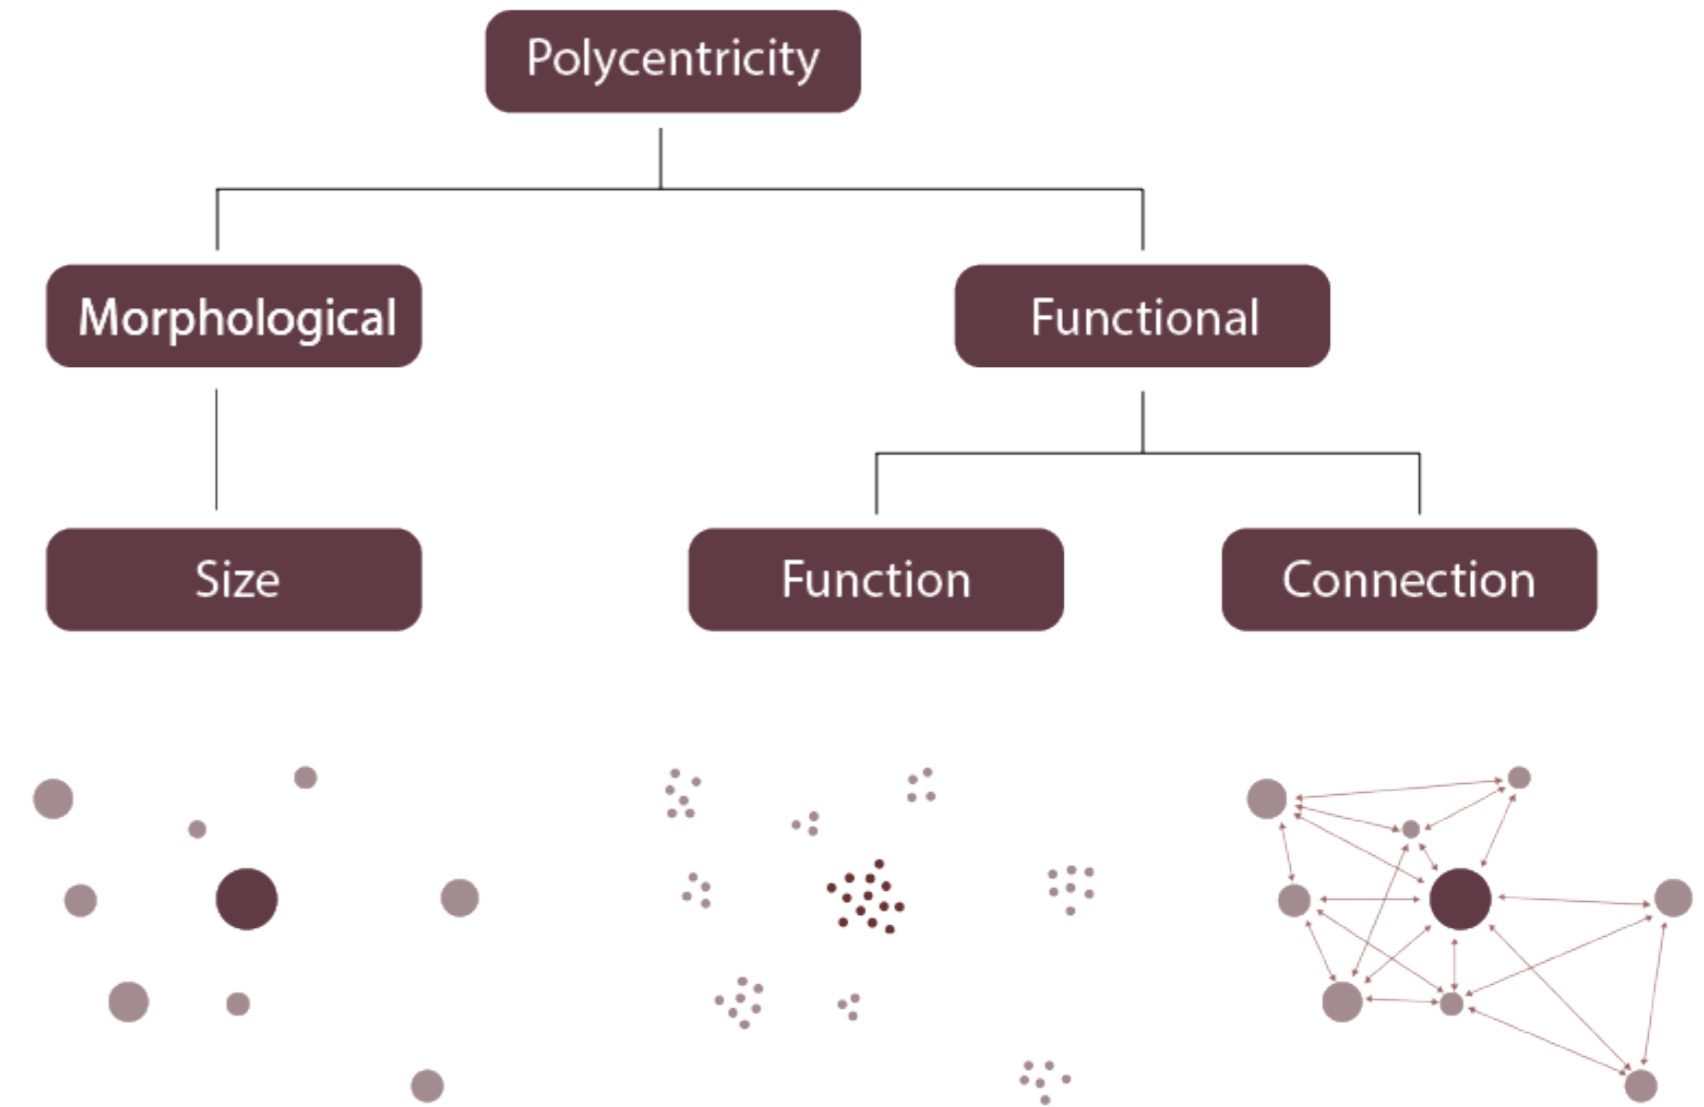 Polycentricity
Morphological
Functional
Size
Function
Connection